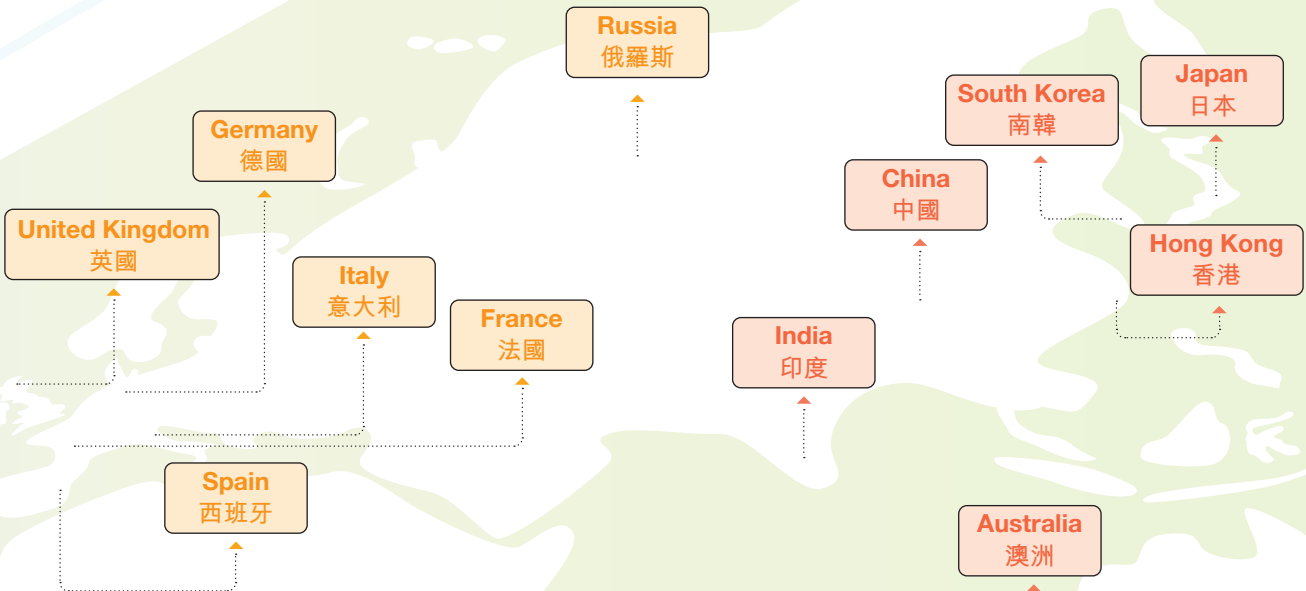 Russia
俄羅斯
Japan
日本
South Korea
南韓
Germany
德國
China
中國
United Kingdom
英國
Hong Kong
香港
Italy
意大利
France
法國
India
印度
Spain
西班牙
Australia
澳洲